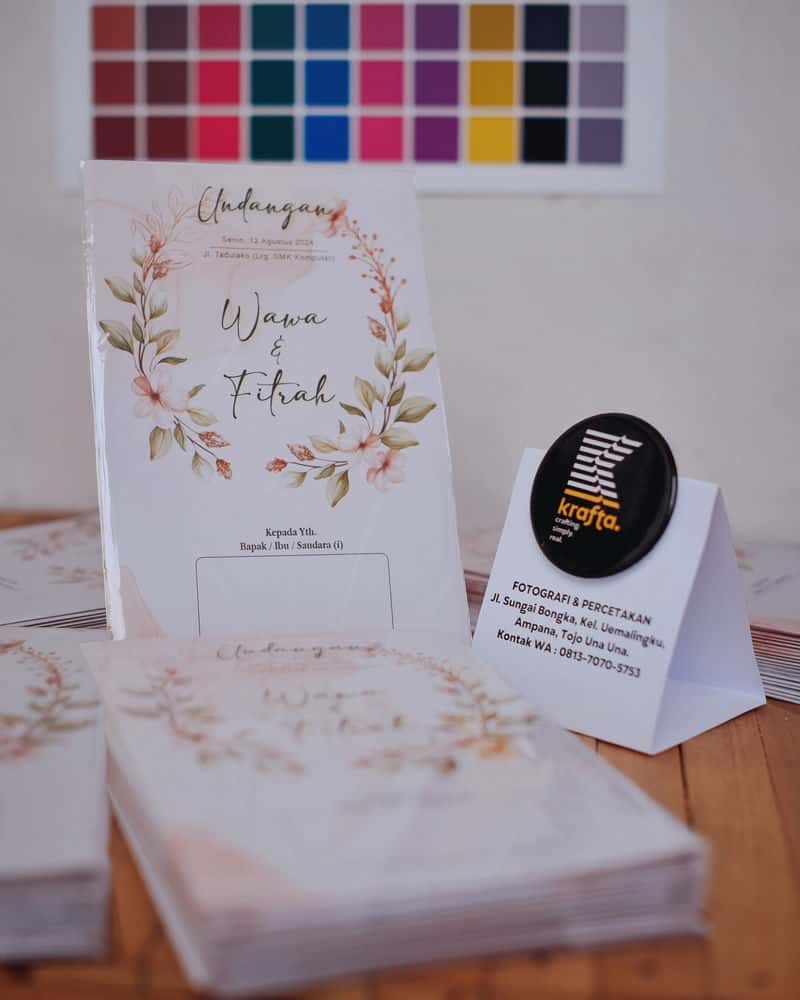 Undangan
Senin, 12 Agustus 2024
Jl. Tadulako (Lrg. SMK Komputer)
Wawa
&
Fitrah
Kepada Yth.
Bapak / Ibu / Saudara (i)
krafta.
crafting
simply
real.
FOTOGRAFI & PERCETAKAN
Jl. Sungai Bongka, Kel. Uemalingku,
Ampana, Tojo Una Una.
Kontak WA : 0813-7070-5753
Undangan
Wawa
Fitrah